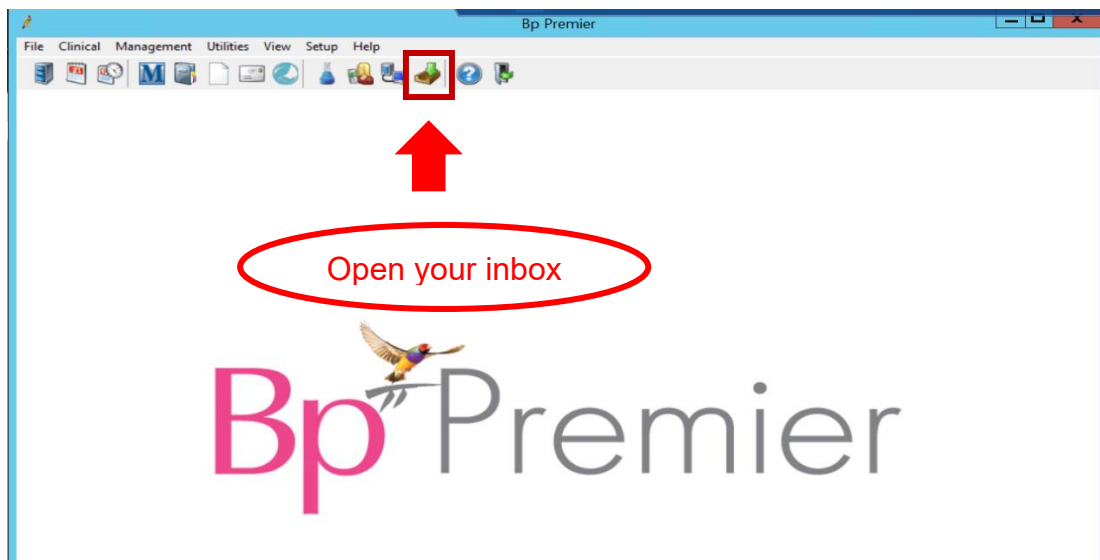 Bp Premier
File Clinical Management Utilities View Setup Help
M
Open your inbox
Bp Premier